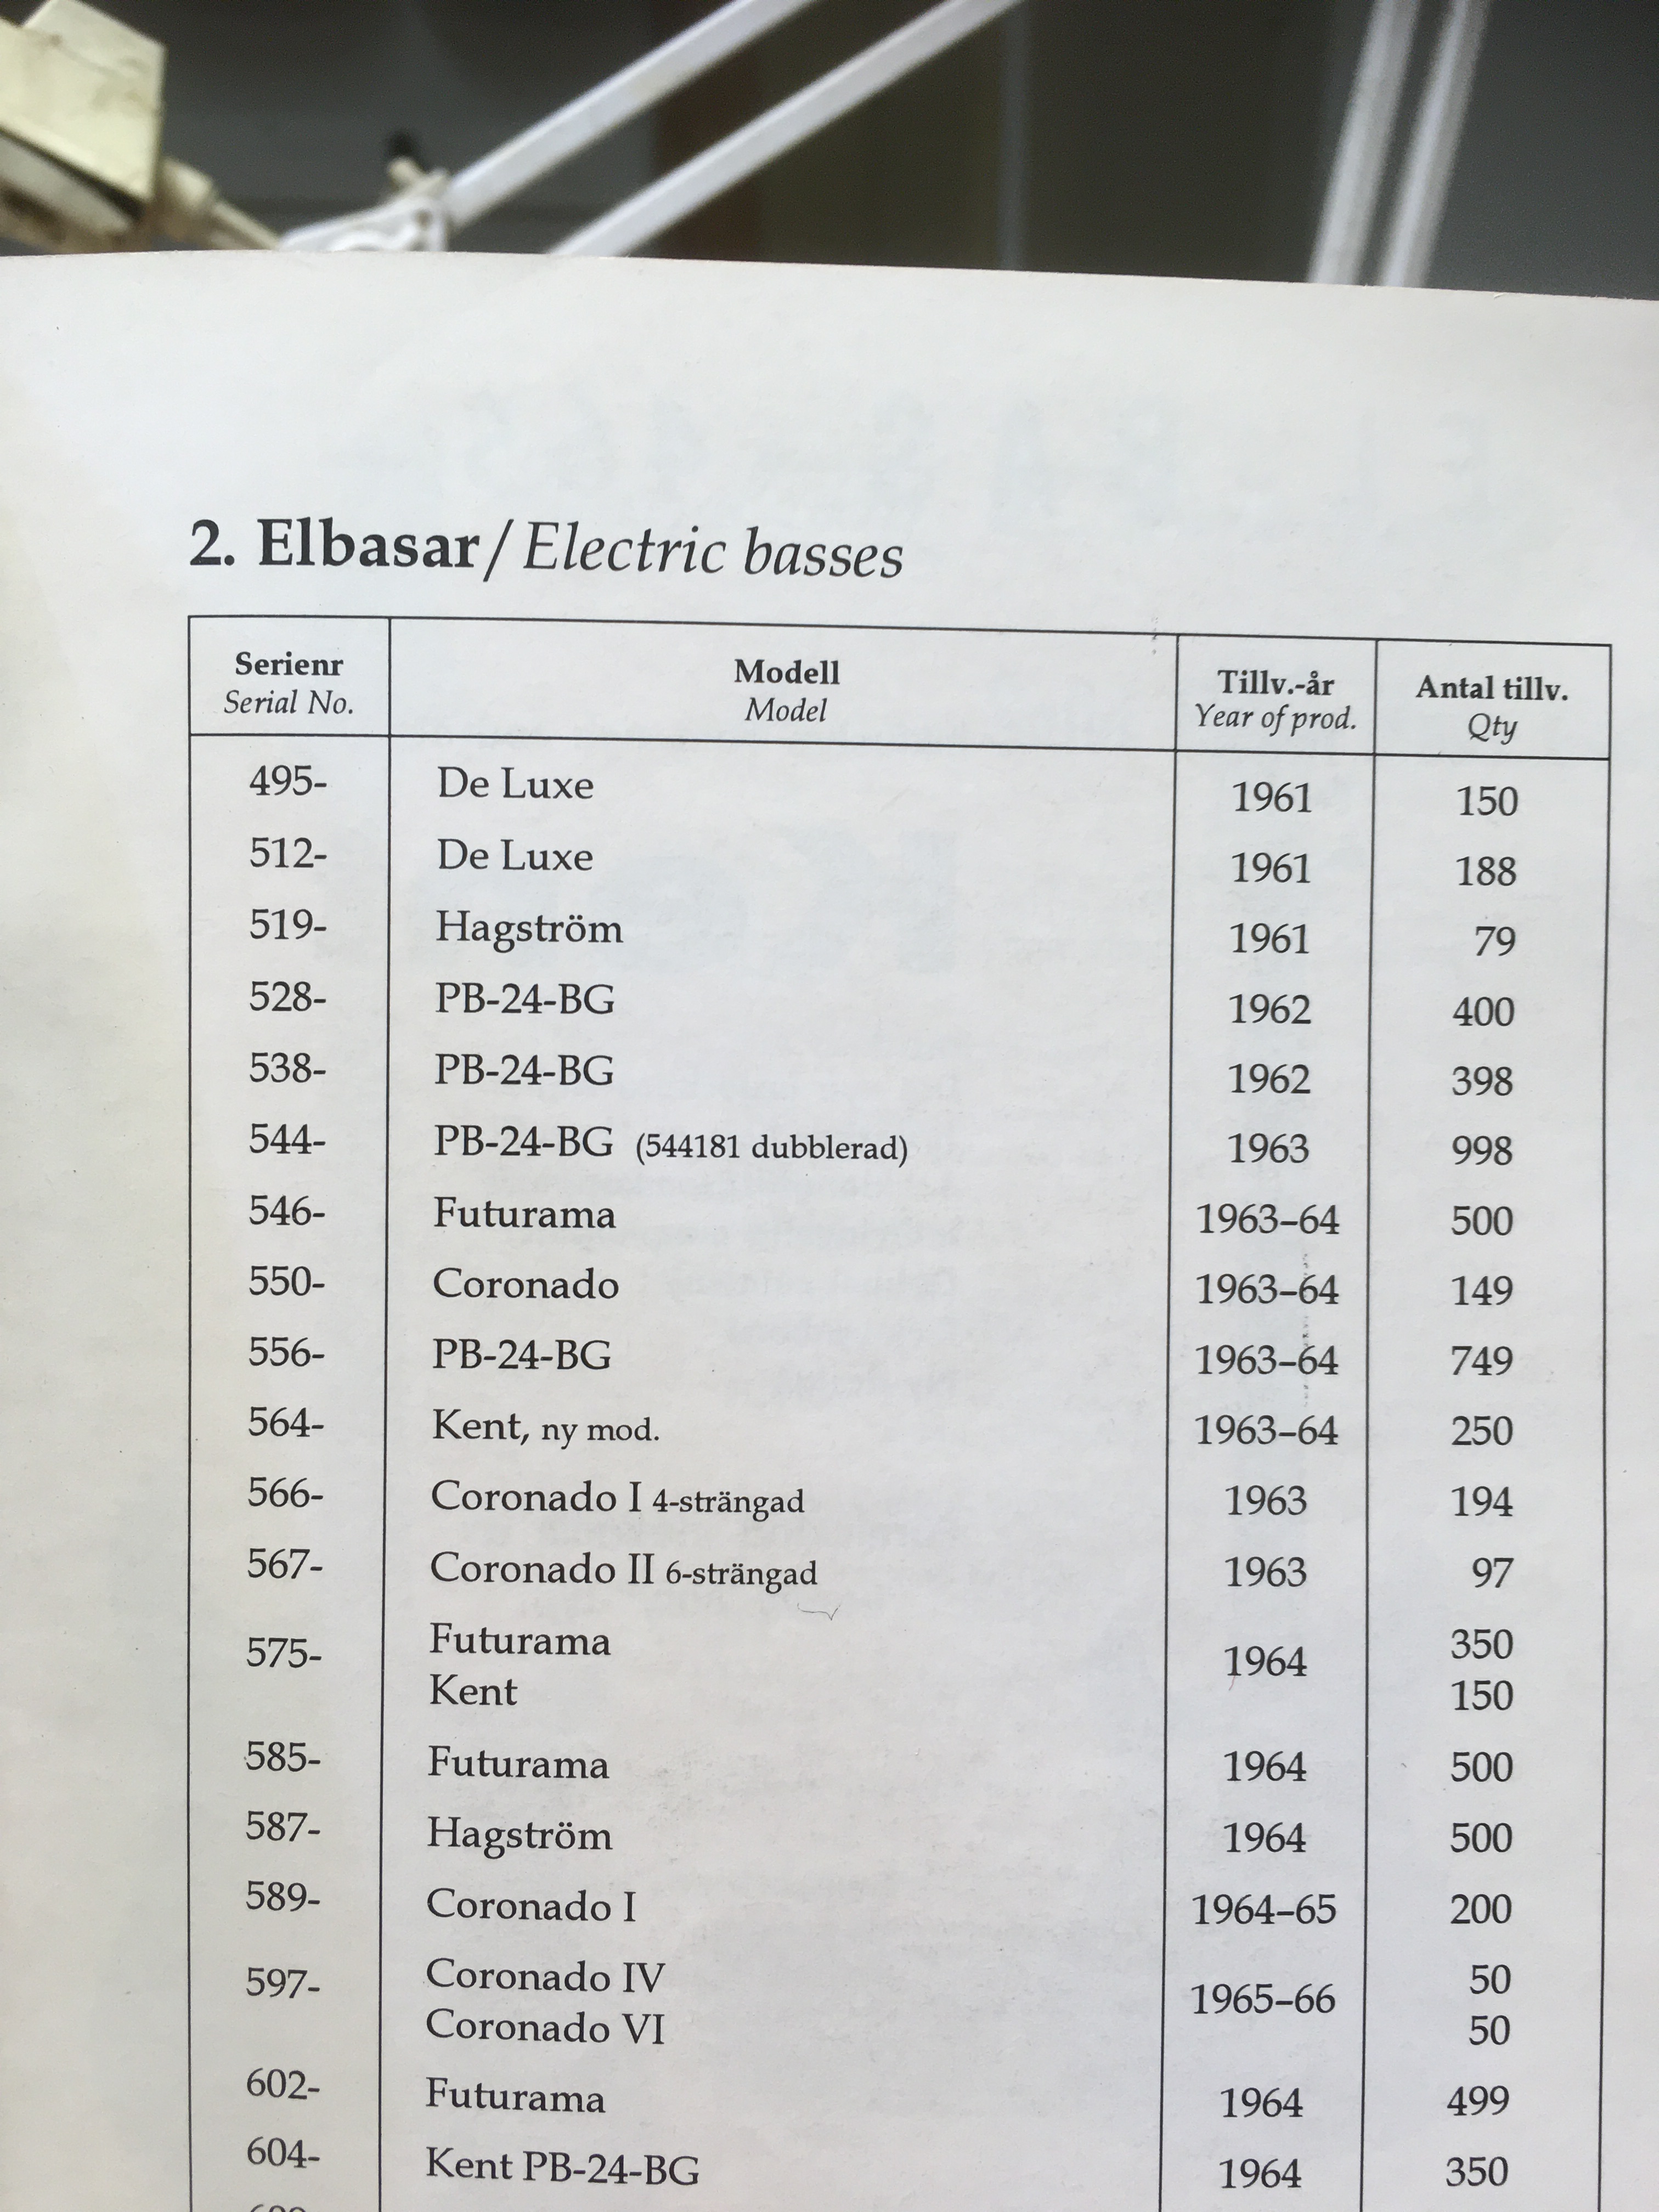 2. Elbasar/Electric basses
Serienr Modell Tillv.-år Antal tillv.
Serial No. Model Year of prod. Qty
495- De Luxe 1961 150
512- De Luxe 1961 188
519- Hagström 1961 79
528- PB-24-BG 1962 400
538- PB-24-BG 1962 398
544- PB-24-BG (544181 dubblerad) 1963 998
546- Futurama 1963–64 500
550- Coronado 1963–64 149
556- PB-24-BG 1963–64 749
564- Kent, ny mod. 1963–64 250
566- Coronado I 4-strängad 1963 194
567- Coronado II 6-strängad 1963 97
575- Futurama 1964 350
Kent 150
585- Futurama 1964 500
587- Hagström 1964 500
589- Coronado I 1964–65 200
597- Coronado IV 1965–66 50
Coronado VI 50
602- Futurama 1964 499
604- Kent PB-24-BG 1964 350